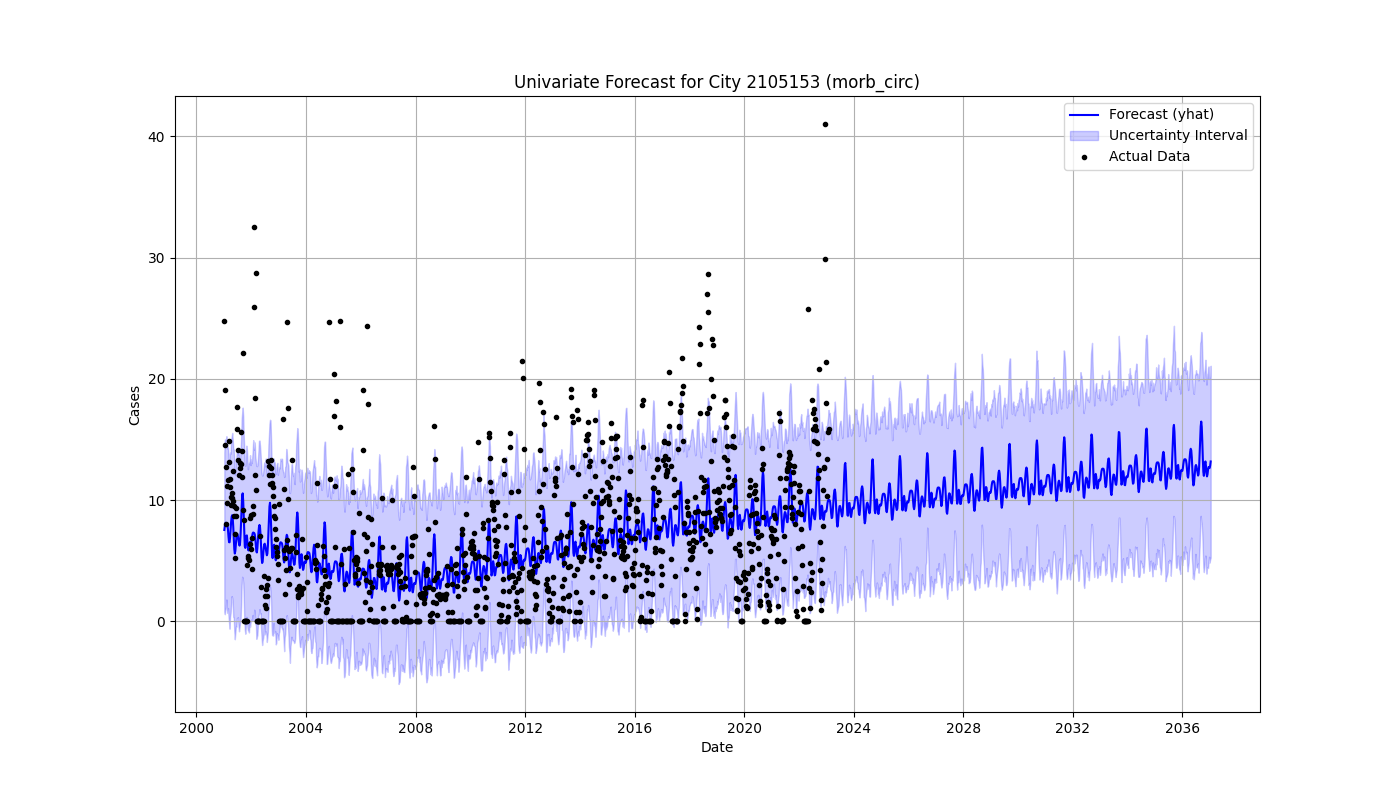 Univariate Forecast for City 2105153 (morb_circ)
Forecast (yhat)
Uncertainty Interval
Actual Data
Cases
40
30
20
10
0
2000 2004 2008 2012 2016 2020 2024 2028 2032 2036
Date